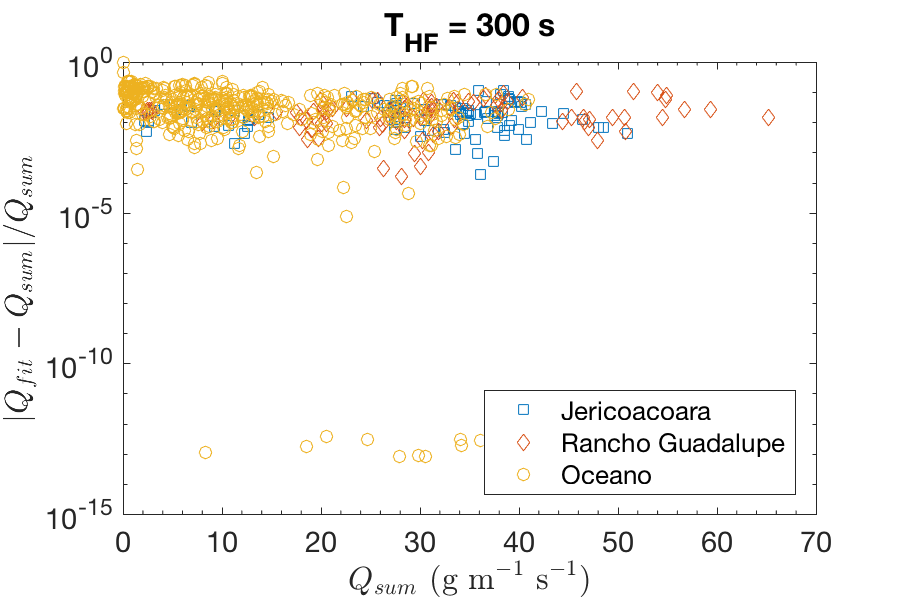 T_HF = 300 s
|Q_fit − Q_sum|/Q_sum
10^0
10^-5
10^-10
10^-15
Jericoacoara
Rancho Guadalupe
Oceano
0 10 20 30 40 50 60 70
Q_sum (g m^−1 s^−1)